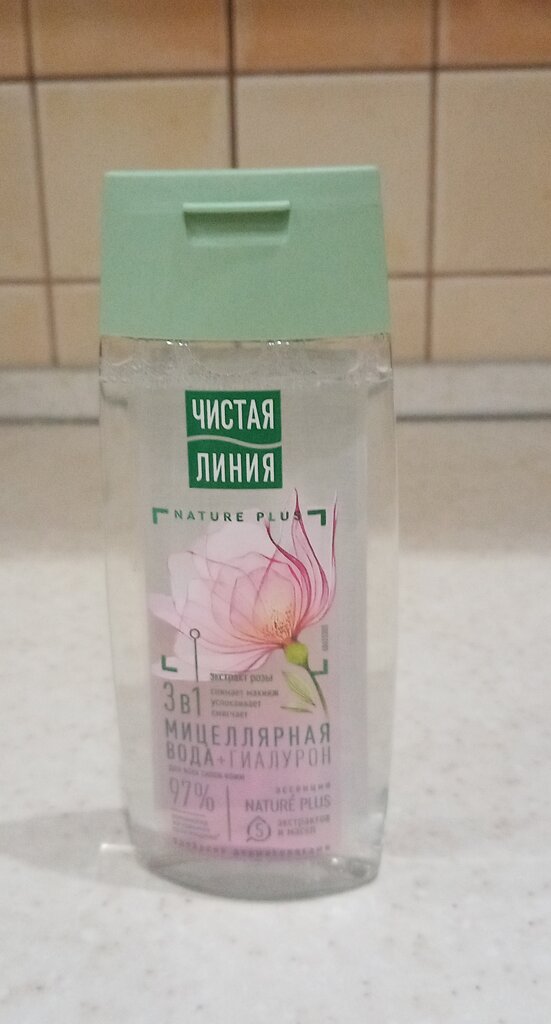 ЧИСТАЯ
ЛИНИЯ
NATURE PLUS
экстракт розы
3 в 1
снимает макияж
успокаивает
смягчает
МИЦЕЛЛЯРНАЯ
ВОДА + ГИАЛУРОН
для всех типов кожи
97%
эссенция
NATURE PLUS
5 экстрактов
и масел